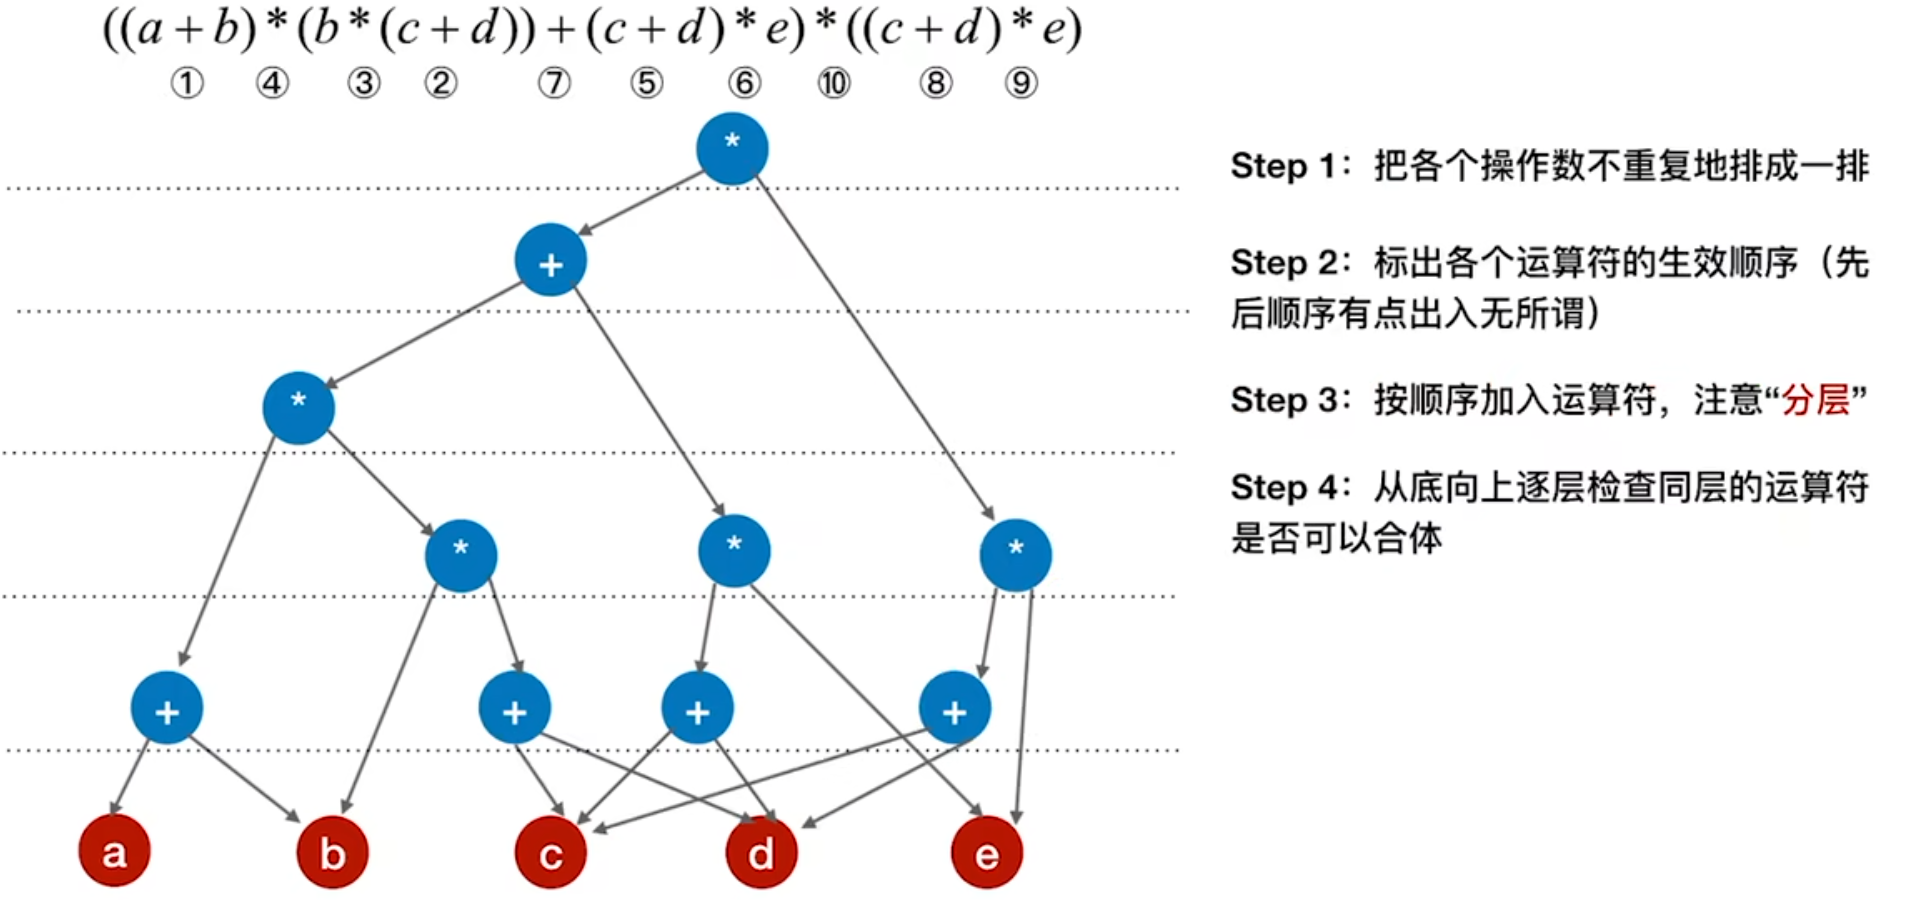 ((a+b)*(b*(c+d))+(c+d)*e)*((c+d)*e)
① ④ ③ ② ⑦ ⑤ ⑥ ⑩ ⑧ ⑨
*
Step 1：把各个操作数不重复地排成一排
+
Step 2：标出各个运算符的生效顺序（先
后顺序有点出入无所谓）
*
Step 3：按顺序加入运算符，注意“分层”
Step 4：从底向上逐层检查同层的运算符
是否可以合体
* * *
+ + + +
a b c d e